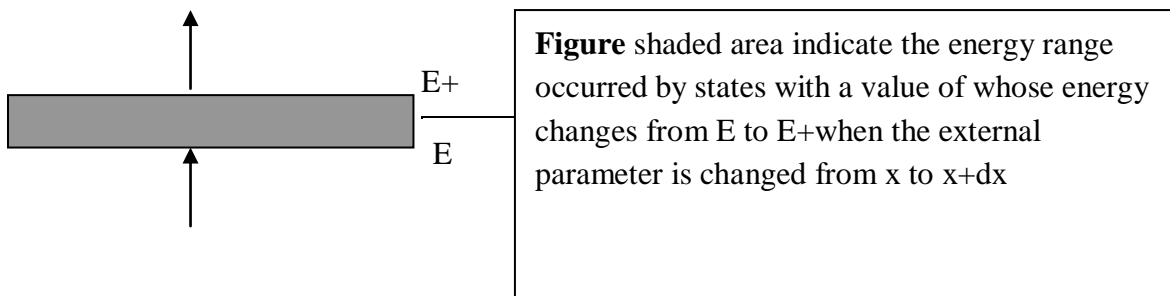 E+
E
Figure shaded area indicate the energy range
occurred by states with a value of whose energy
changes from E to E+when the external
parameter is changed from x to x+dx